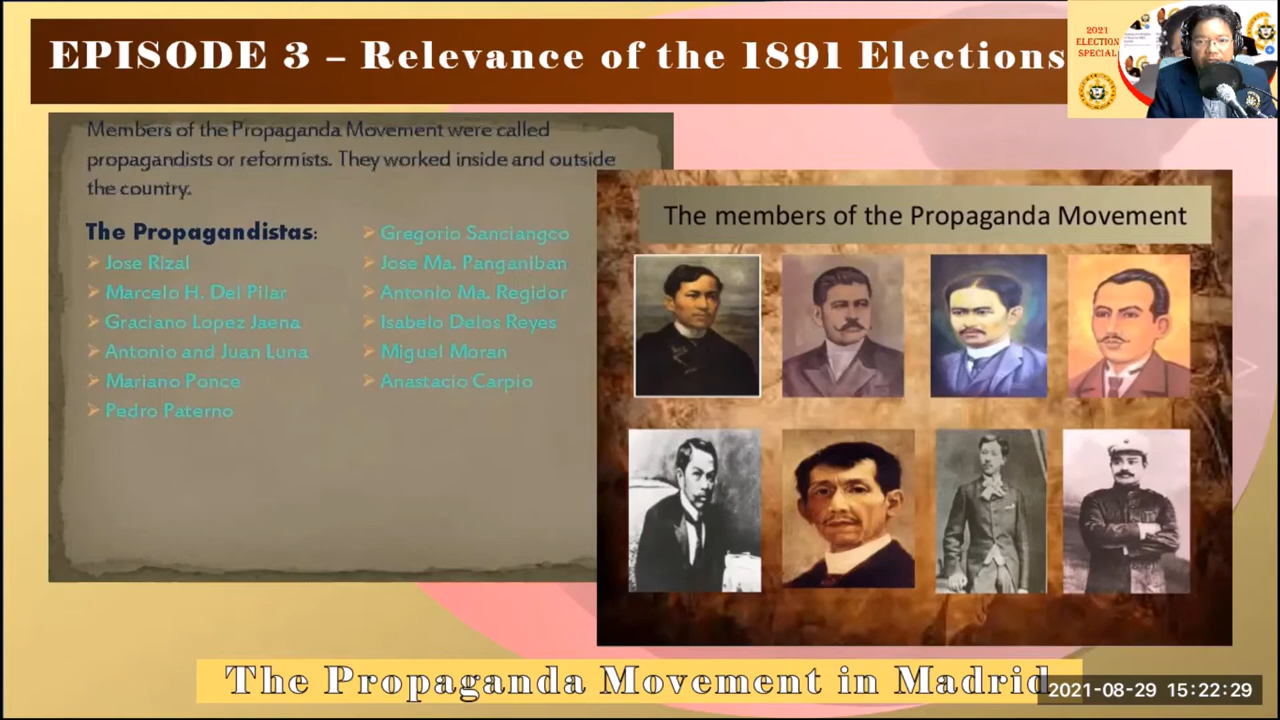 EPISODE 3 – Relevance of the 1891 Elections
2021
ELECTION
SPECIAL
Members of the Propaganda Movement were called
propagandists or reformists. They worked inside and outside
the country.
The Propagandistas:
➢ Jose Rizal
➢ Marcelo H. Del Pilar
➢ Graciano Lopez Jaena
➢ Antonio and Juan Luna
➢ Mariano Ponce
➢ Pedro Paterno
➢ Gregorio Sanciangco
➢ Jose Ma. Panganiban
➢ Antonio Ma. Regidor
➢ Isabelo Delos Reyes
➢ Miguel Moran
➢ Anastacio Carpio
The members of the Propaganda Movement
The Propaganda Movement in Madrid
2021-08-29 15:22:29